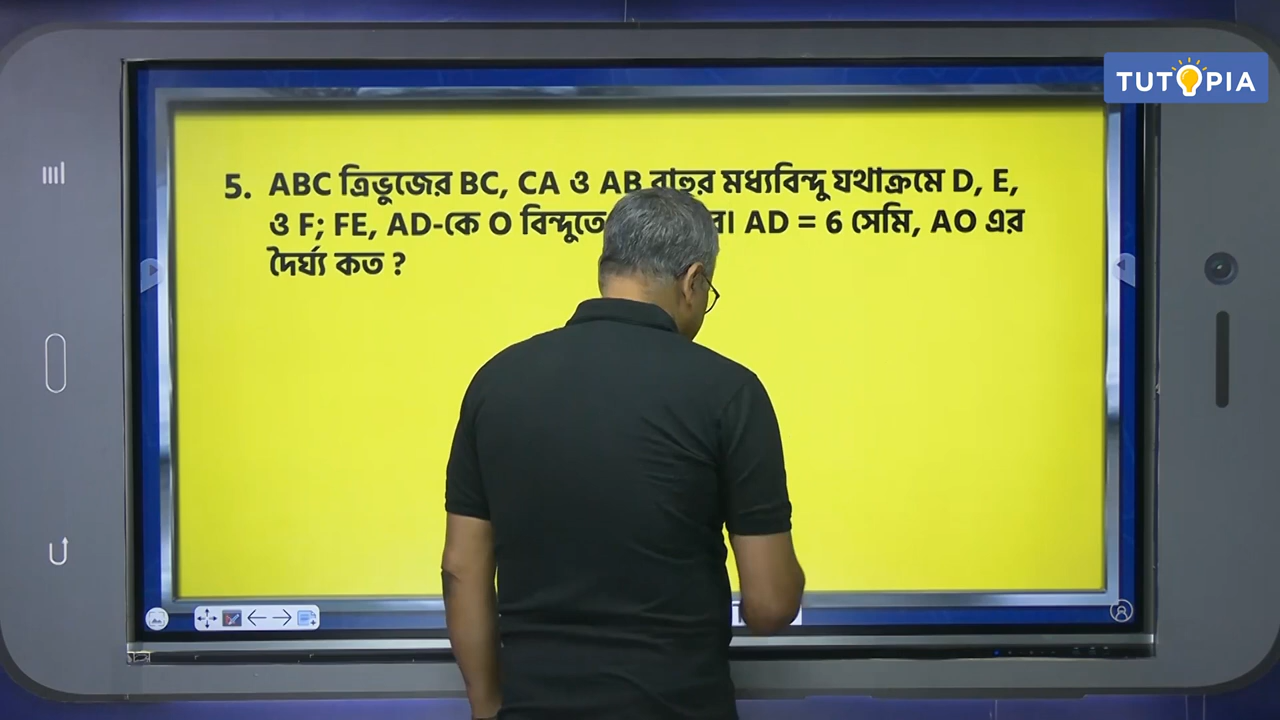 TUTOPIA
5. ABC ত্রিভুজের BC, CA ও AB বাহুর মধ্যবিন্দু যথাক্রমে D, E,
ও F; FE, AD-কে O বিন্দুতে AD = 6 সেমি, AO এর
দৈর্ঘ্য কত ?